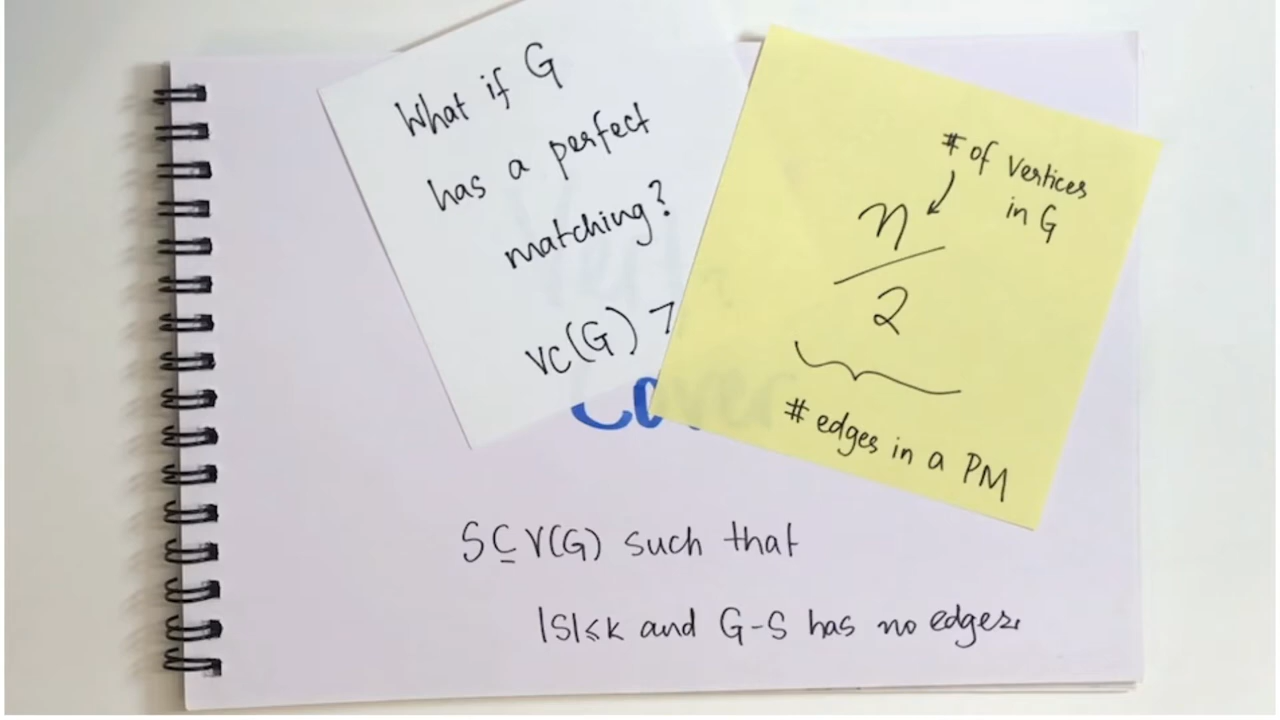 What if G
has a perfect
matching?
VC(G) >
# of vertices
in G
n
2
# edges in a PM
Cover
S⊆V(G) such that
|S|≤k and G-S has no edges.